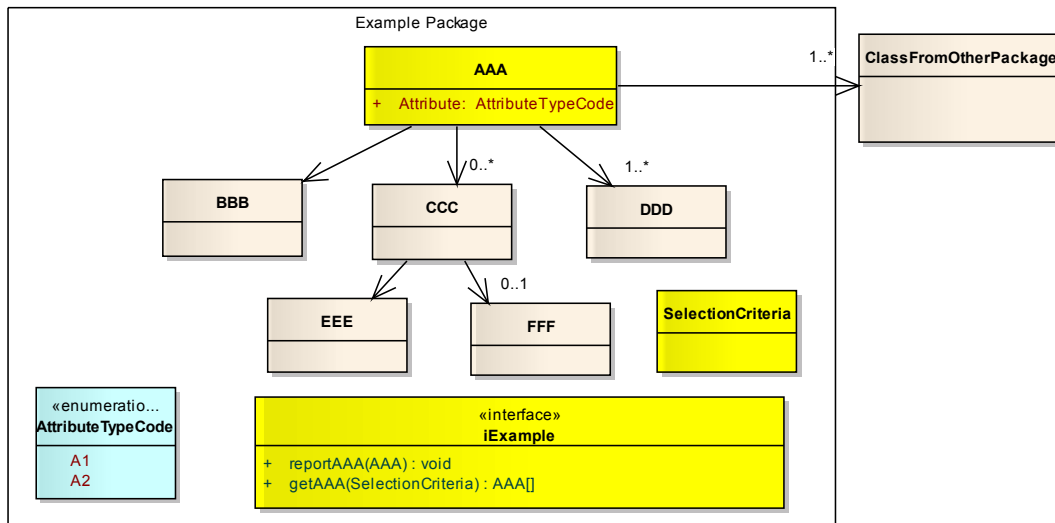 Example Package
AAA
+ Attribute: AttributeTypeCode
1..*
ClassFromOtherPackage
0..*
1..*
BBB
CCC
DDD
0..1
EEE
FFF
SelectionCriteria
«enumeratio...
AttributeTypeCode
A1
A2
«interface»
iExample
+ reportAAA(AAA) : void
+ getAAA(SelectionCriteria) : AAA[]